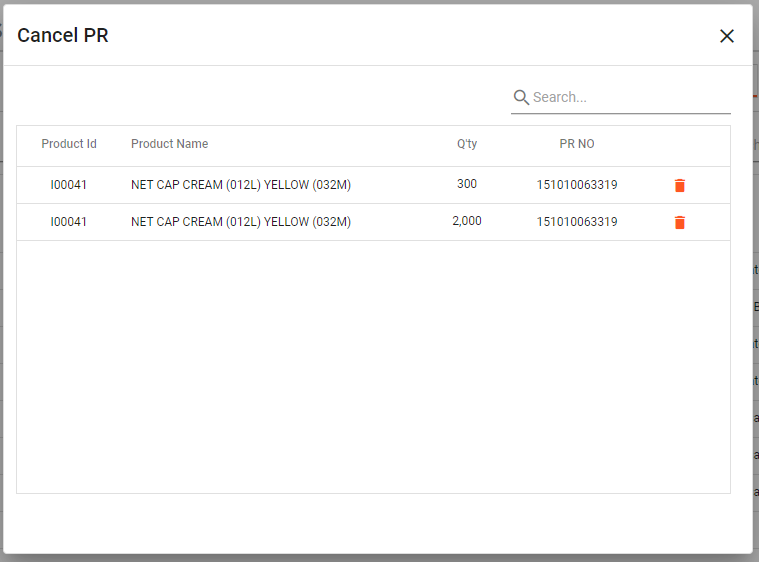 Cancel PR
Search...
Product Id Product Name Q'ty PR NO
I00041 NET CAP CREAM (012L) YELLOW (032M) 300 151010063319
I00041 NET CAP CREAM (012L) YELLOW (032M) 2,000 151010063319